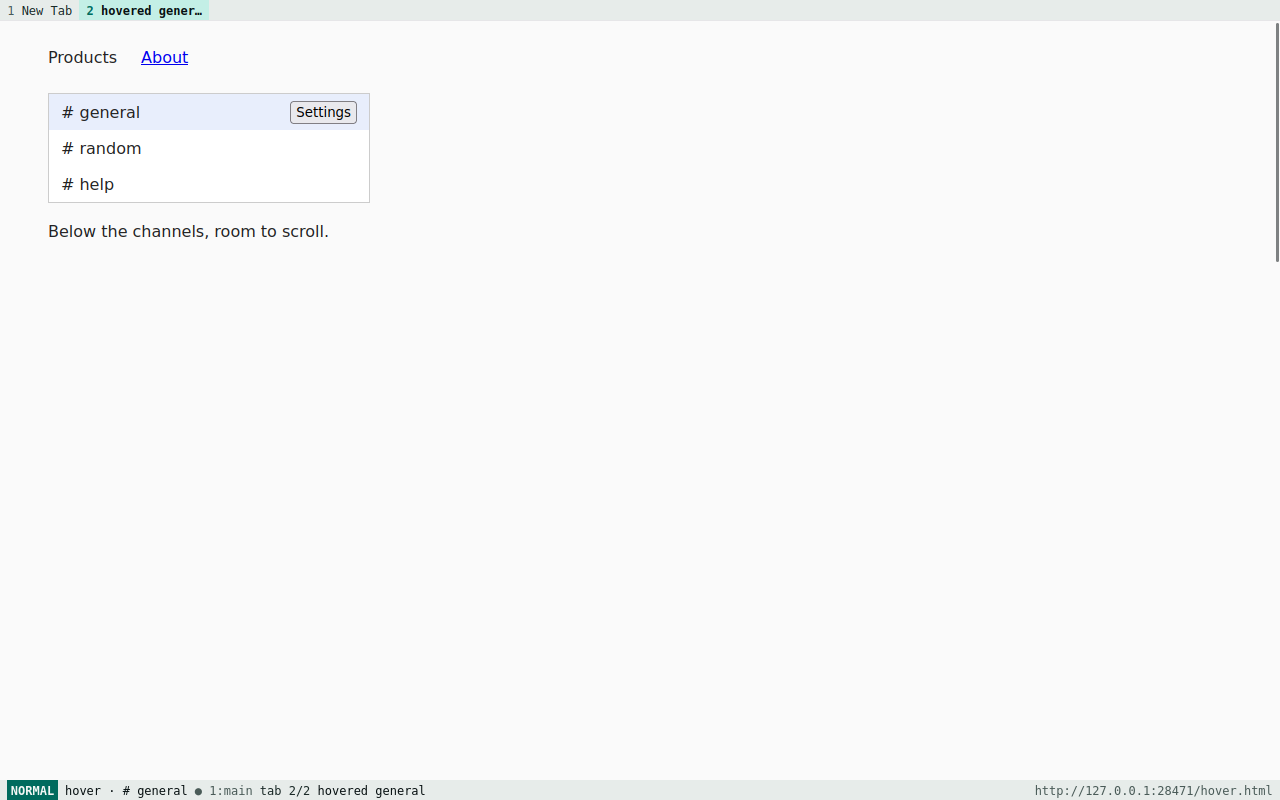 1 New Tab 2 hovered gener…
Products About
# general Settings
# random
# help
Below the channels, room to scroll.
NORMAL hover · # general ● 1:main tab 2/2 hovered general http://127.0.0.1:28471/hover.html